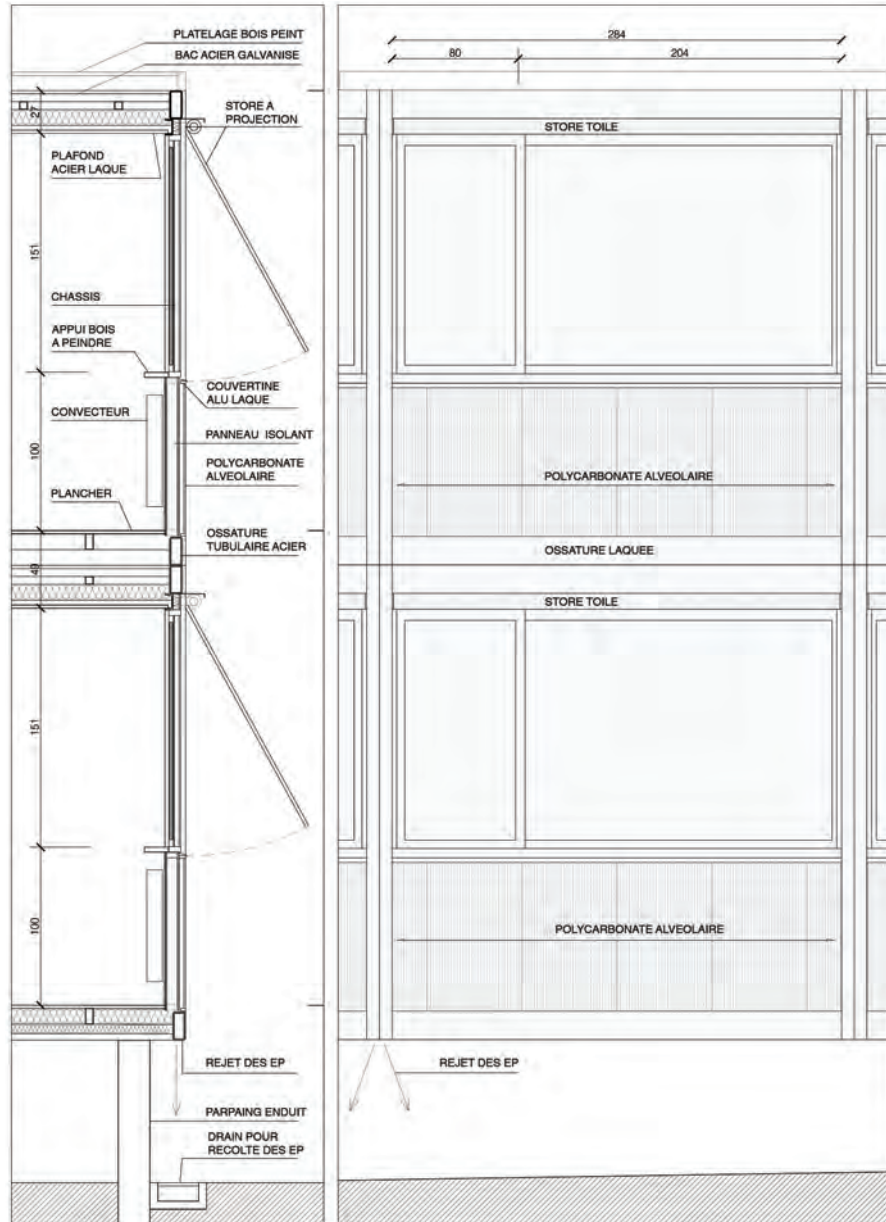 PLATELAGE BOIS PEINT
BAC ACIER GALVANISE
STORE A
PROJECTION
27
PLAFOND
ACIER LAQUE
151
CHASSIS
APPUI BOIS
A PEINDRE
COUVERTINE
ALU LAQUE
CONVECTEUR
100
PANNEAU ISOLANT
POLYCARBONATE
ALVEOLAIRE
PLANCHER
OSSATURE
TUBULAIRE ACIER
49
151
100
REJET DES EP
PARPAING ENDUIT
DRAIN POUR
RECOLTE DES EP
284
80
204
STORE TOILE
POLYCARBONATE ALVEOLAIRE
OSSATURE LAQUEE
STORE TOILE
POLYCARBONATE ALVEOLAIRE
REJET DES EP